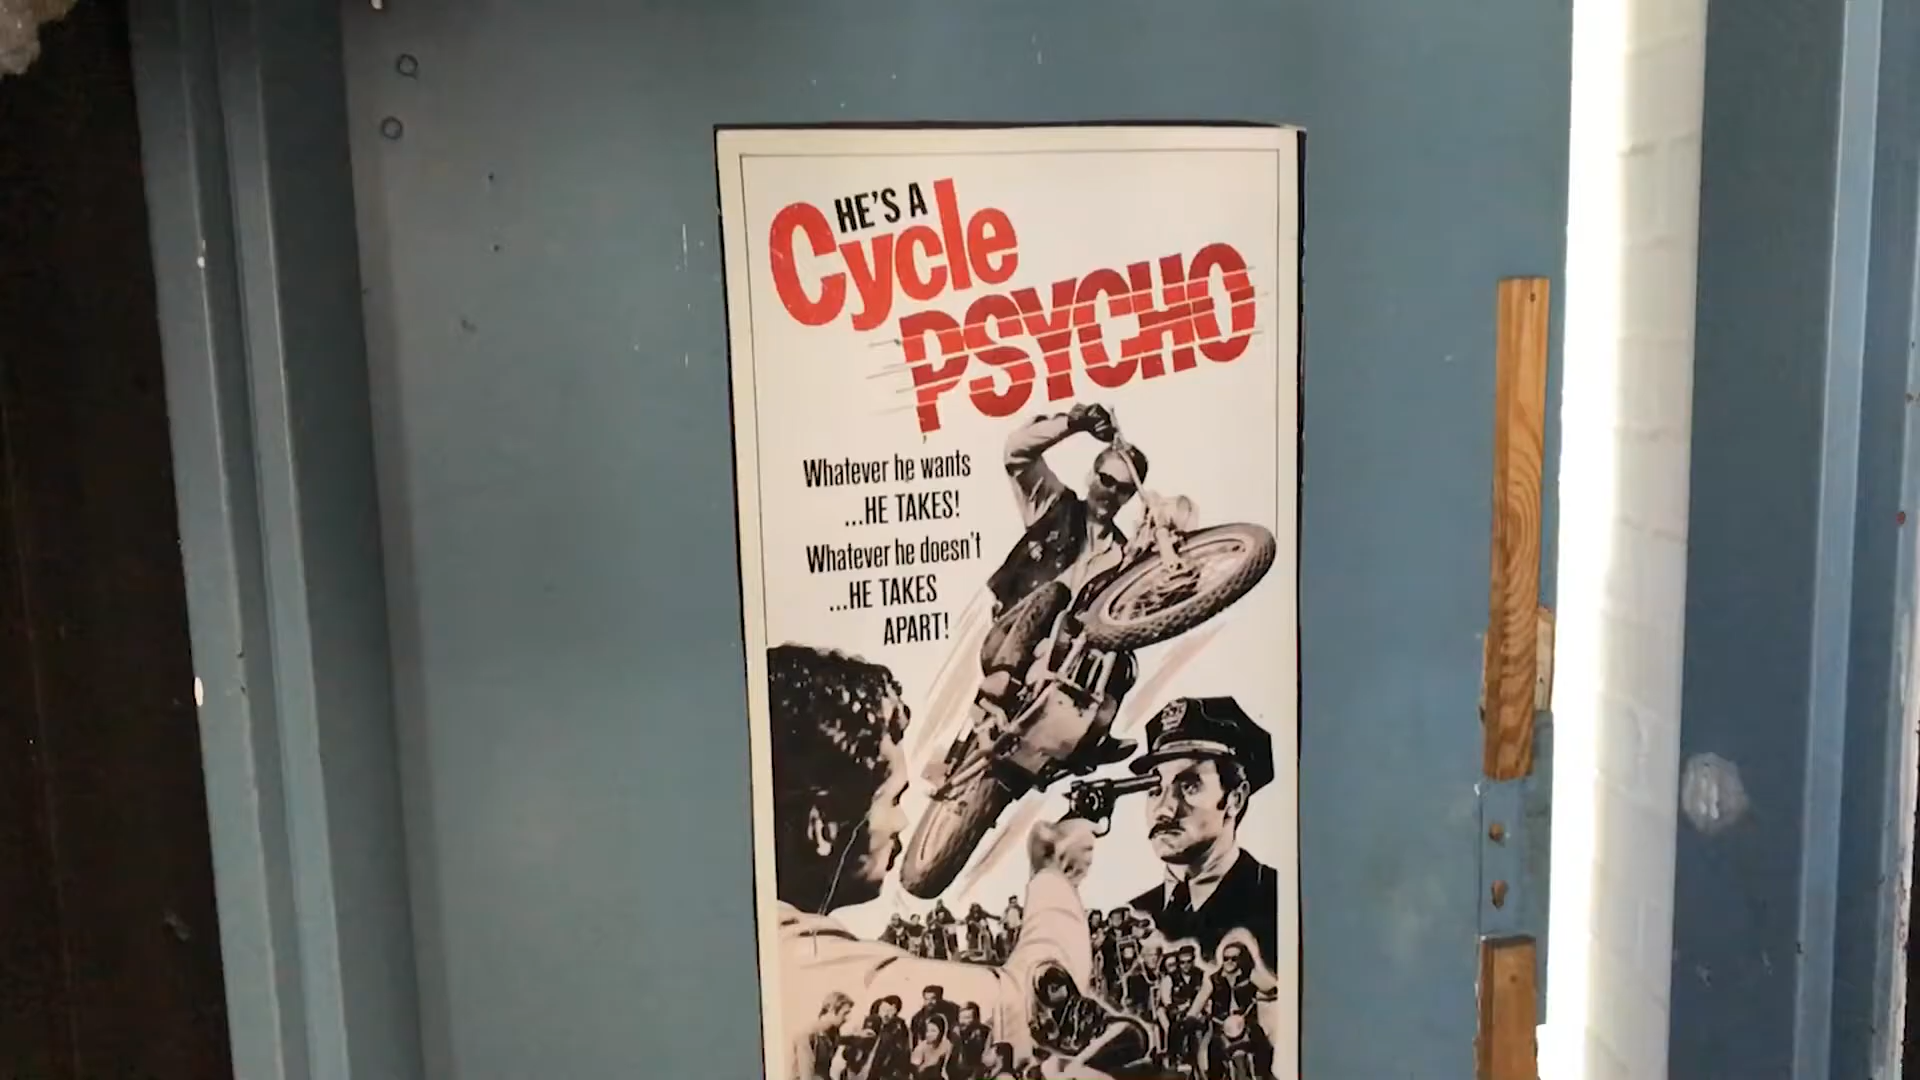 HE'S A
Cycle
PSYCHO
Whatever he wants
...HE TAKES!
Whatever he doesn't
...HE TAKES
APART!